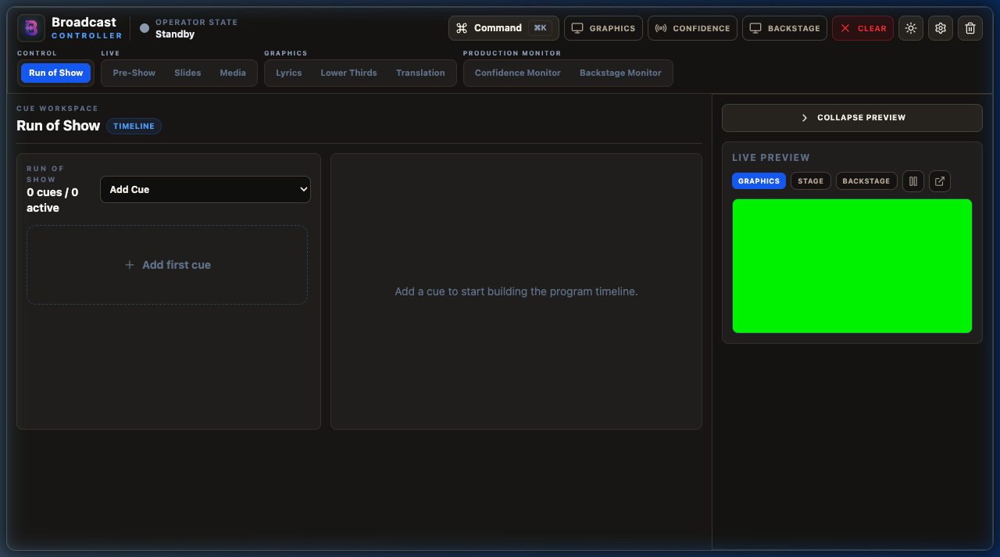 B
Broadcast
CONTROLLER
OPERATOR STATE
Standby
Command ⌘K
GRAPHICS
CONFIDENCE
BACKSTAGE
CLEAR
CONTROL
Run of Show
LIVE
Pre-Show Slides Media
GRAPHICS
Lyrics Lower Thirds Translation
PRODUCTION MONITOR
Confidence Monitor Backstage Monitor
CUE WORKSPACE
Run of Show TIMELINE
RUN OF
SHOW
0 cues / 0
active
Add Cue
+ Add first cue
Add a cue to start building the program timeline.
COLLAPSE PREVIEW
LIVE PREVIEW
GRAPHICS STAGE BACKSTAGE